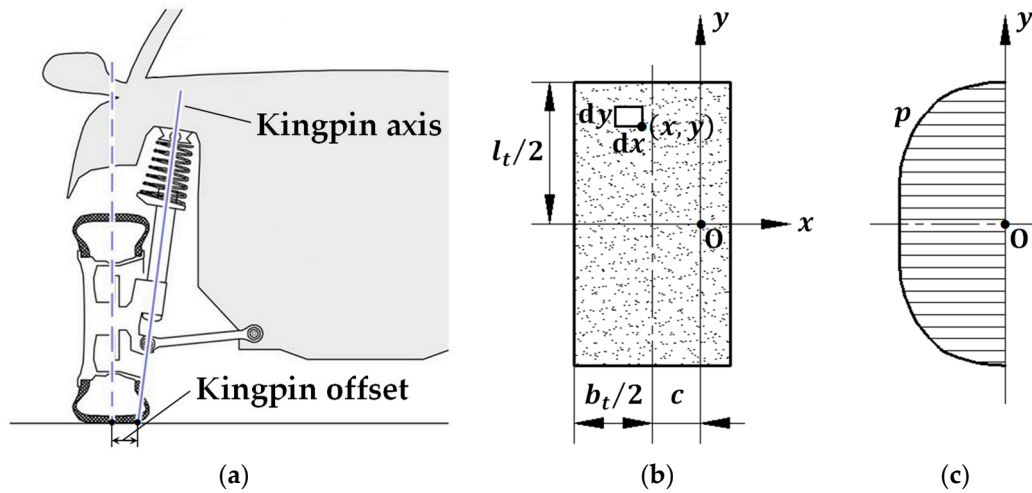 Kingpin axis
Kingpin offset
(a)
y
dy
dx
(x, y)
l_t/2
O
x
b_t/2
c
(b)
y
p
O
(c)